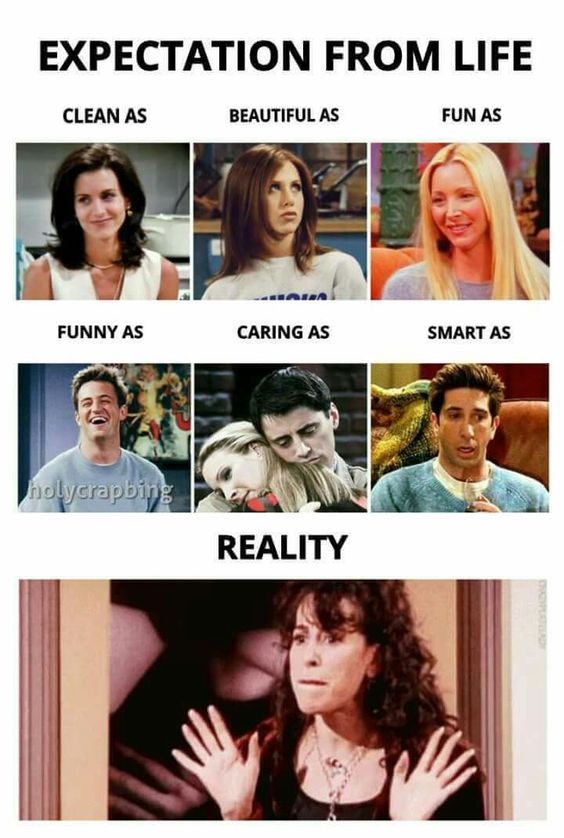 EXPECTATION FROM LIFE
CLEAN AS
BEAUTIFUL AS
FUN AS
FUNNY AS
CARING AS
SMART AS
holycrapbing
REALITY